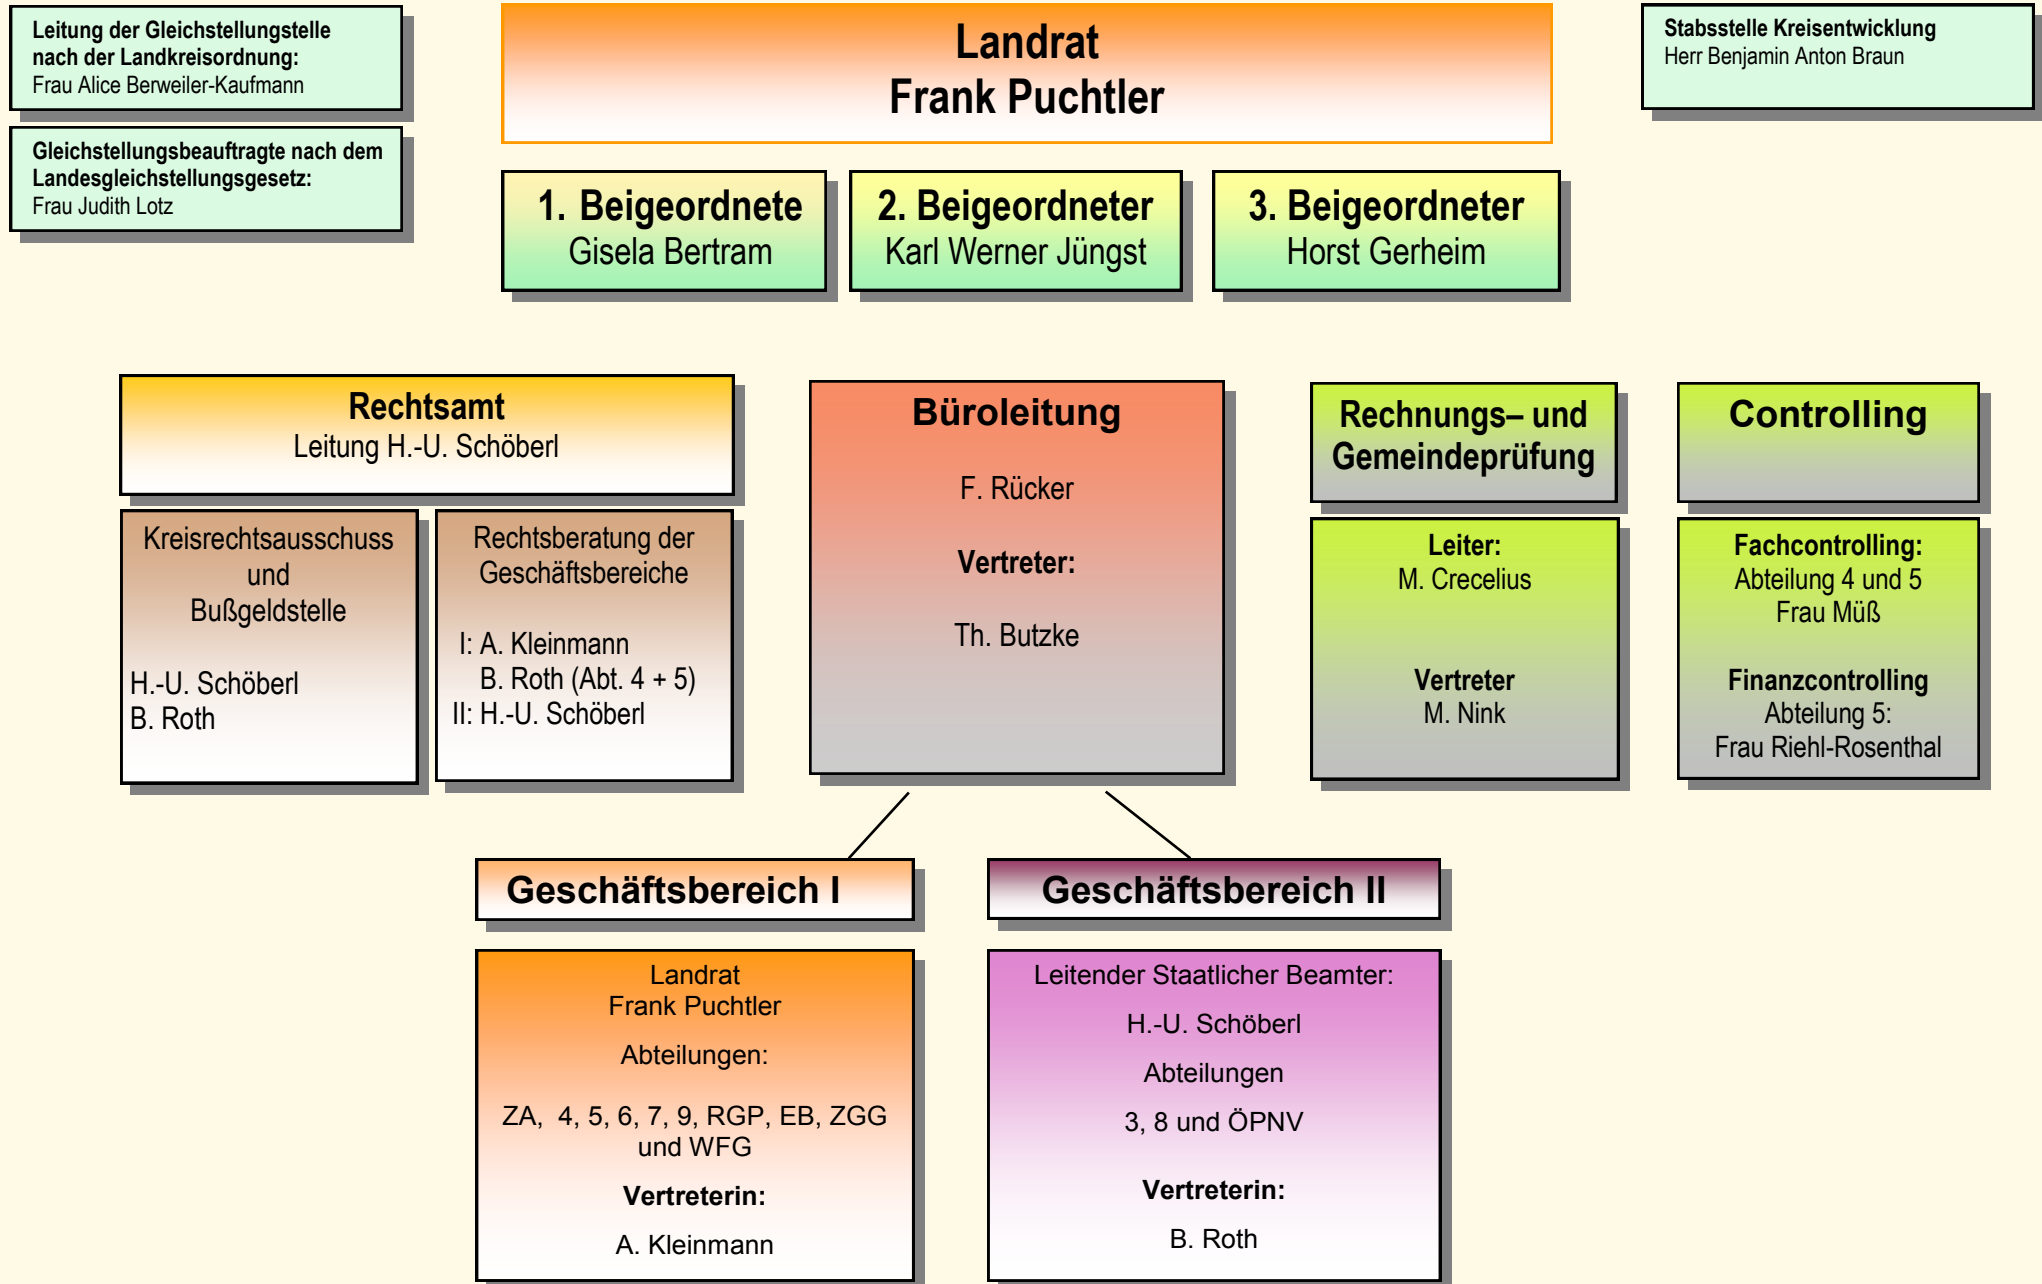 Leitung der Gleichstellungstelle
nach der Landkreisordnung:
Frau Alice Berweiler-Kaufmann
Gleichstellungsbeauftragte nach dem
Landesgleichstellungsgesetz:
Frau Judith Lotz
Landrat
Frank Puchtler
Stabsstelle Kreisentwicklung
Herr Benjamin Anton Braun
1. Beigeordnete
Gisela Bertram
2. Beigeordneter
Karl Werner Jüngst
3. Beigeordneter
Horst Gerheim
Rechtsamt
Leitung H.-U. Schöberl
Kreisrechtsausschuss
und
Bußgeldstelle
H.-U. Schöberl
B. Roth
Rechtsberatung der
Geschäftsbereiche
I: A. Kleinmann
B. Roth (Abt. 4 + 5)
II: H.-U. Schöberl
Büroleitung
F. Rücker
Vertreter:
Th. Butzke
Rechnungs– und
Gemeindeprüfung
Leiter:
M. Crecelius
Vertreter
M. Nink
Controlling
Fachcontrolling:
Abteilung 4 und 5
Frau Müß
Finanzcontrolling
Abteilung 5:
Frau Riehl-Rosenthal
Geschäftsbereich I
Landrat
Frank Puchtler
Abteilungen:
ZA, 4, 5, 6, 7, 9, RGP, EB, ZGG
und WFG
Vertreterin:
A. Kleinmann
Geschäftsbereich II
Leitender Staatlicher Beamter:
H.-U. Schöberl
Abteilungen
3, 8 und ÖPNV
Vertreterin:
B. Roth